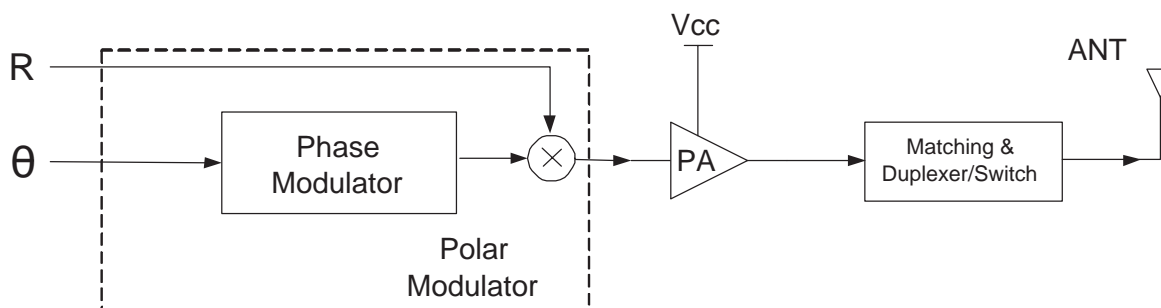 R
θ
Phase
Modulator
Polar
Modulator
Vcc
PA
Matching &
Duplexer/Switch
ANT